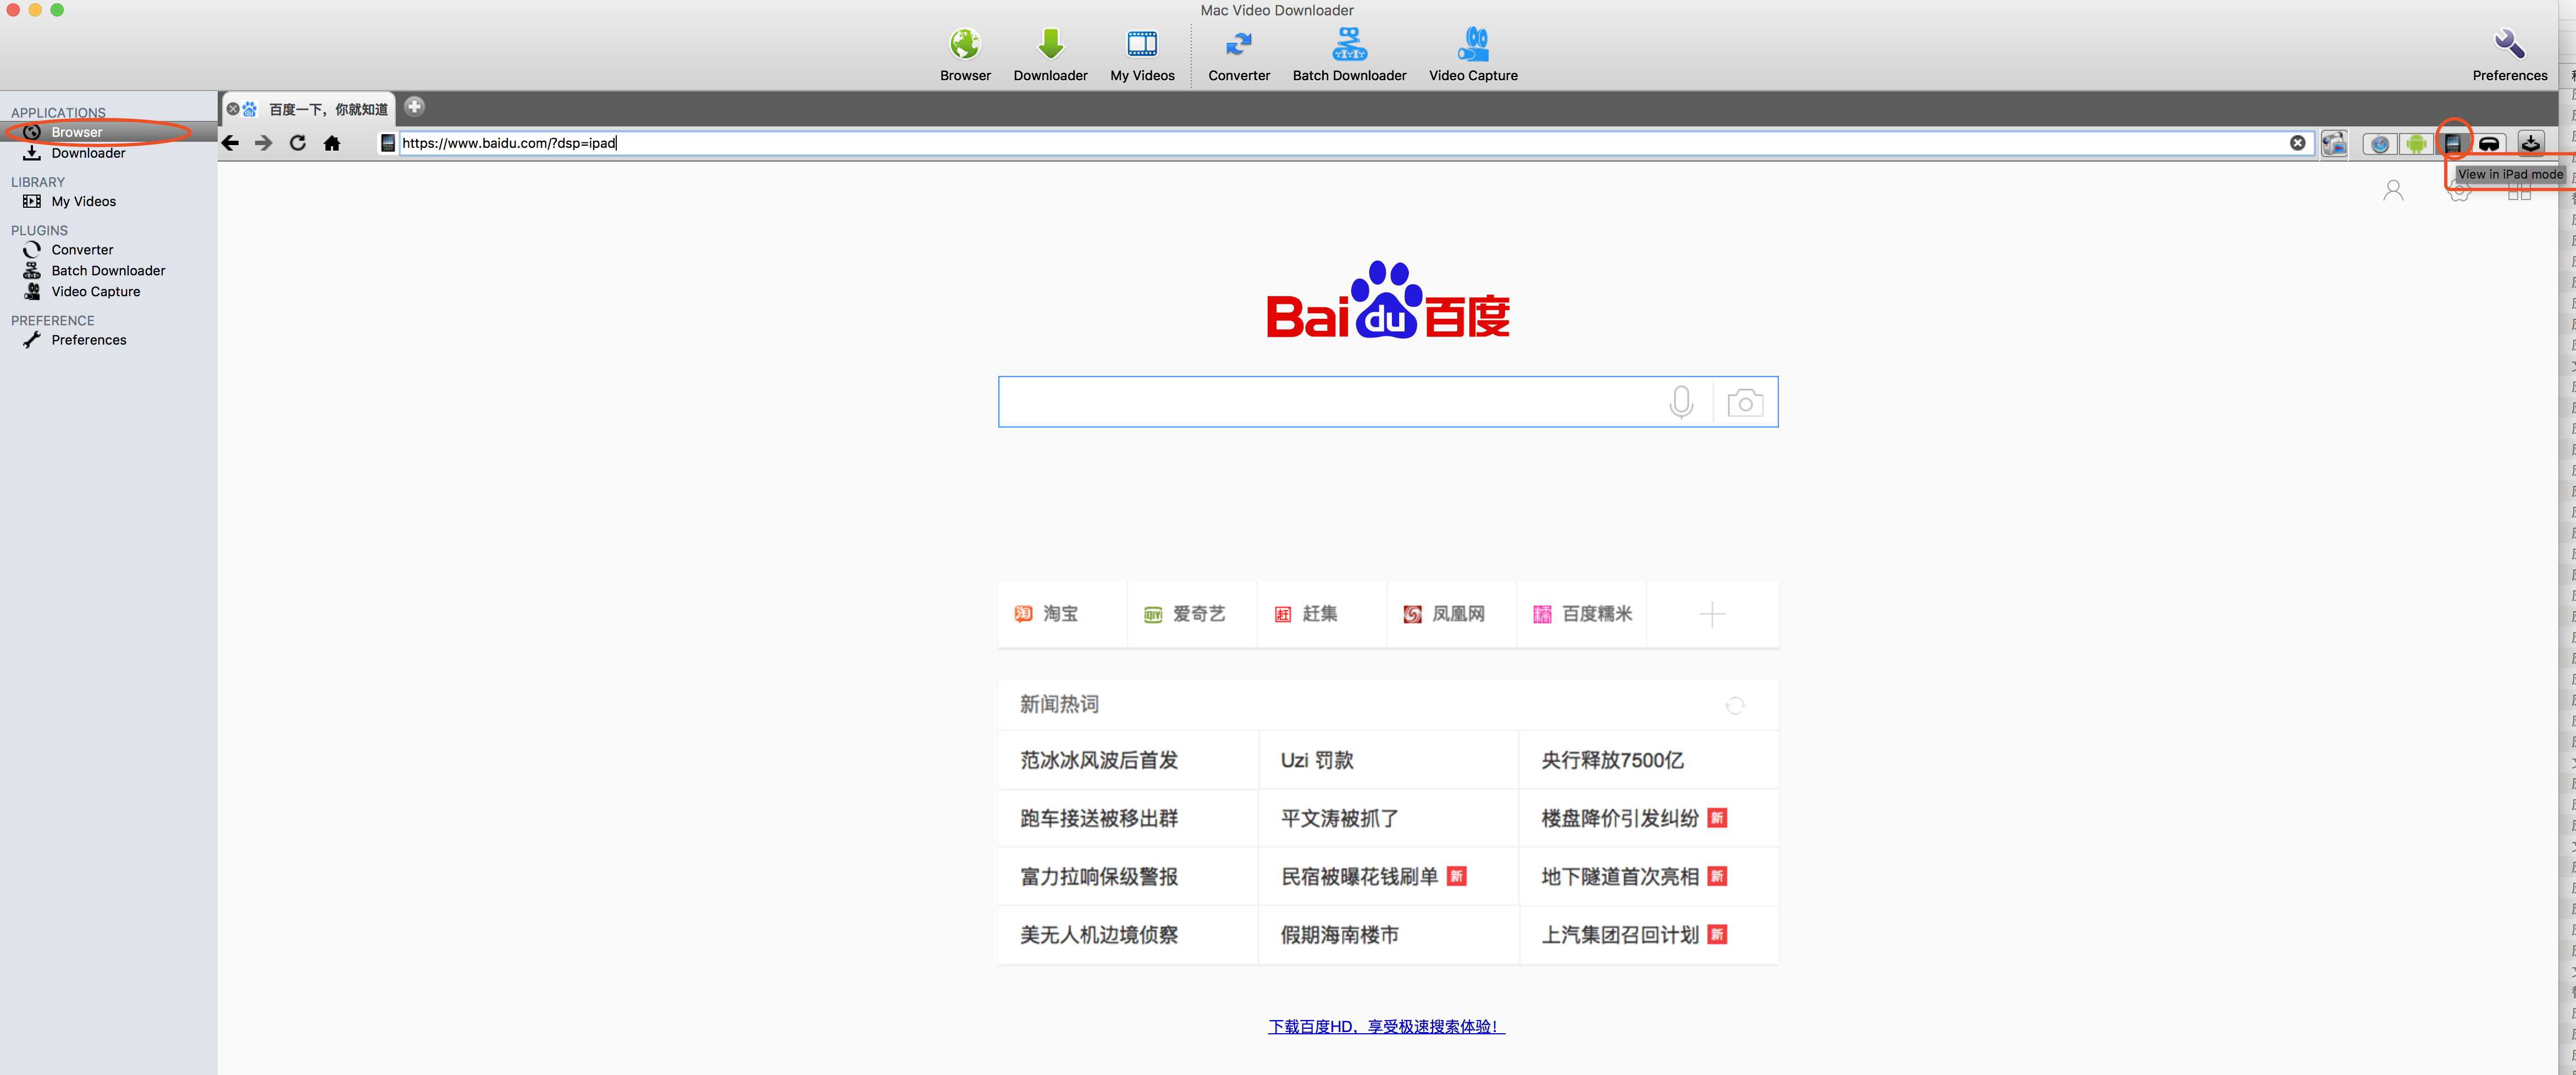 Mac Video Downloader
Browser
Downloader
My Videos
Converter
Batch Downloader
Video Capture
Preferences
APPLICATIONS
Browser
Downloader
LIBRARY
My Videos
PLUGINS
Converter
Batch Downloader
Video Capture
PREFERENCE
Preferences
百度一下，你就知道
https://www.baidu.com/?dsp=ipad
View in iPad mode
Bai du 百度
淘 淘宝
iQIYI 爱奇艺
赶 赶集
凤凰网
糯 百度糯米
新闻热词
范冰冰风波后首发
Uzi 罚款
央行释放7500亿
跑车接送被移出群
平文涛被抓了
楼盘降价引发纠纷 新
富力拉响保级警报
民宿被曝花钱刷单 新
地下隧道首次亮相 新
美无人机边境侦察
假期海南楼市
上汽集团召回计划 新
下载百度HD，享受极速搜索体验！